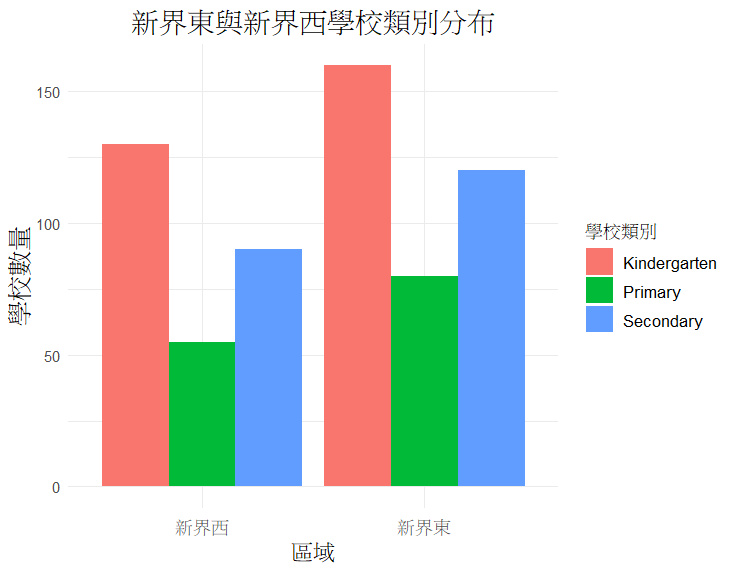 新界東與新界西學校類別分布
學校數量
150
100
50
0
新界西
新界東
區域
學校類別
Kindergarten
Primary
Secondary